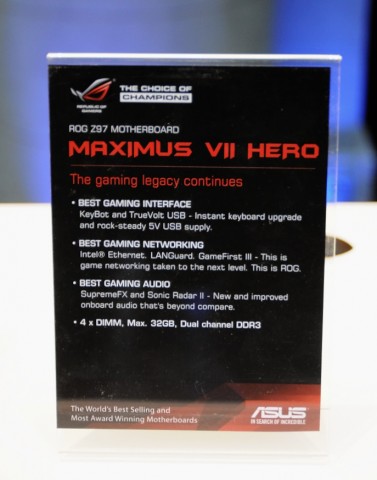 REPUBLIC OF
GAMERS
THE CHOICE OF
CHAMPIONS
ROG Z97 MOTHERBOARD
MAXIMUS VII HERO
The gaming legacy continues
• BEST GAMING INTERFACE
KeyBot and TrueVolt USB - Instant keyboard upgrade
and rock-steady 5V USB supply.
• BEST GAMING NETWORKING
Intel® Ethernet. LANGuard. GameFirst III - This is
game networking taken to the next level. This is ROG.
• BEST GAMING AUDIO
SupremeFX and Sonic Radar II - New and improved
onboard audio that's beyond compare.
• 4 x DIMM, Max. 32GB, Dual channel DDR3
The World's Best Selling and
Most Award Winning Motherboards
ASUS
IN SEARCH OF INCREDIBLE